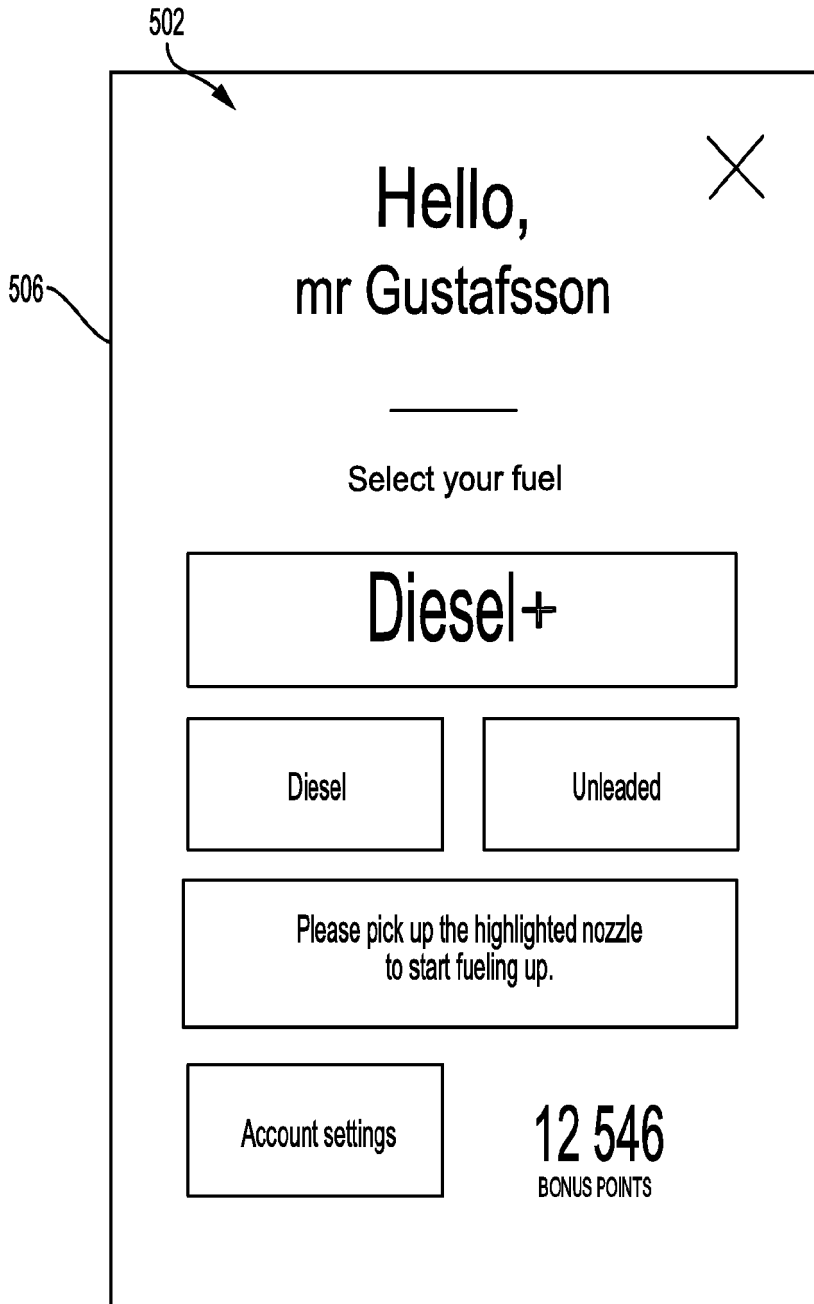 502
Hello,
mr Gustafsson
506
Select your fuel
Diesel+
Diesel
Unleaded
Please pick up the highlighted nozzle
to start fueling up.
Account settings
12 546
BONUS POINTS